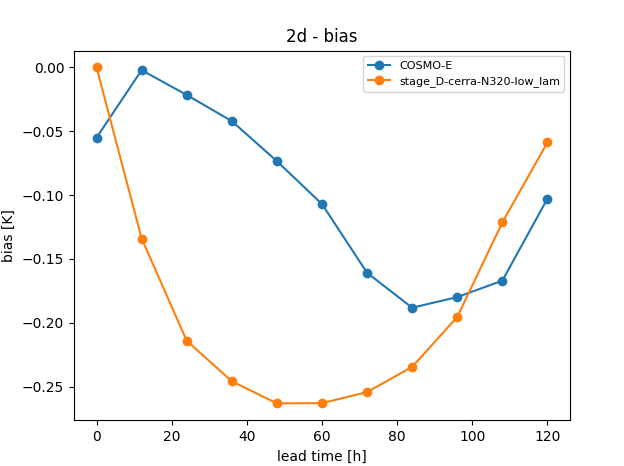 2d - bias
COSMO-E
stage_D-cerra-N320-low_lam
bias [K]
0.00
−0.05
−0.10
−0.15
−0.20
−0.25
0
20
40
60
80
100
120
lead time [h]